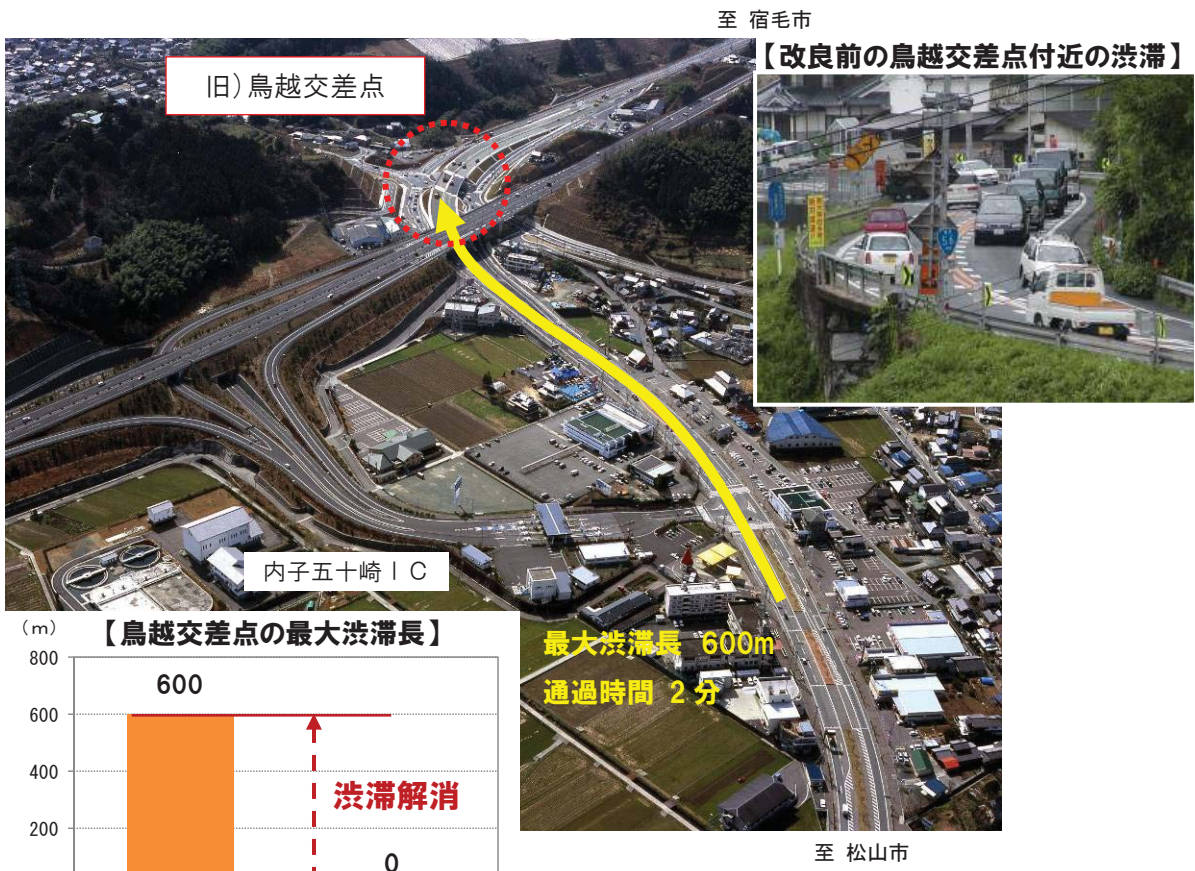 至 宿毛市
【改良前の鳥越交差点付近の渋滞】
旧)鳥越交差点
56
内子五十崎IC
(m)
【鳥越交差点の最大渋滞長】
800
600
600
400
200
渋滞解消
0
最大渋滞長 600m
通過時間 2分
至 松山市